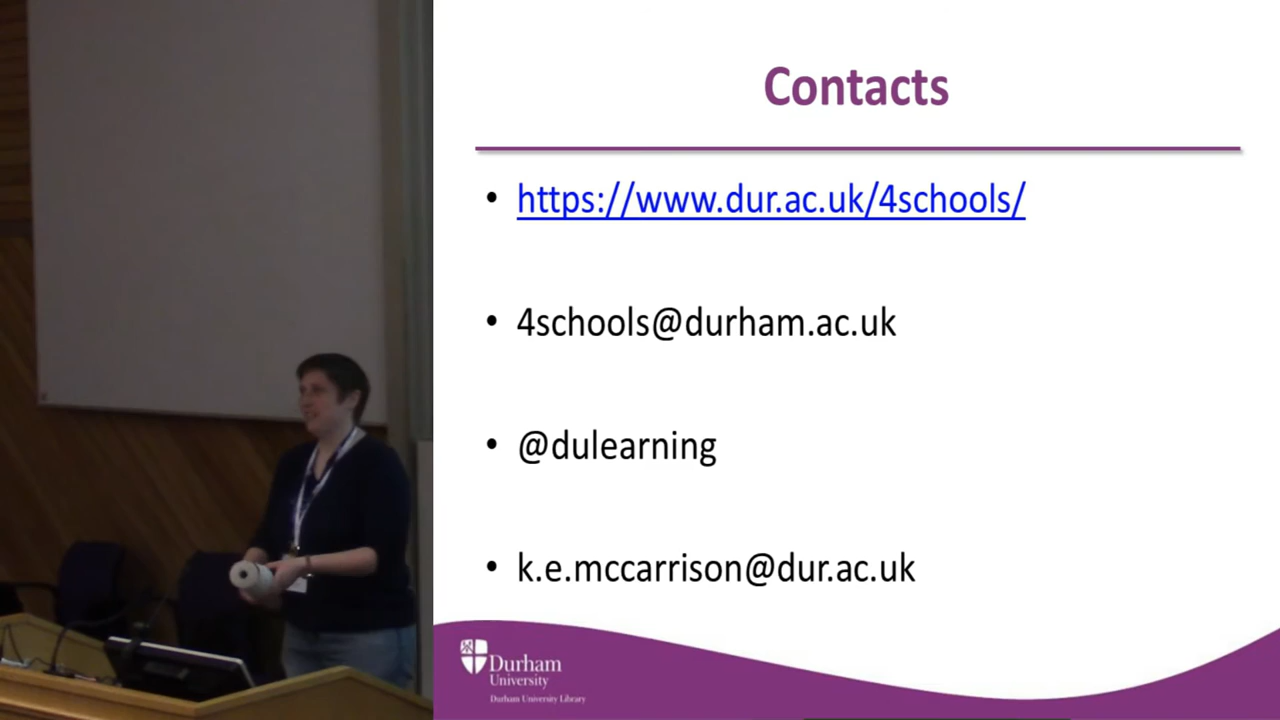 Contacts
• https://www.dur.ac.uk/4schools/
• 4schools@durham.ac.uk
• @dulearning
• k.e.mccarrison@dur.ac.uk
Durham
University
Durham University Library